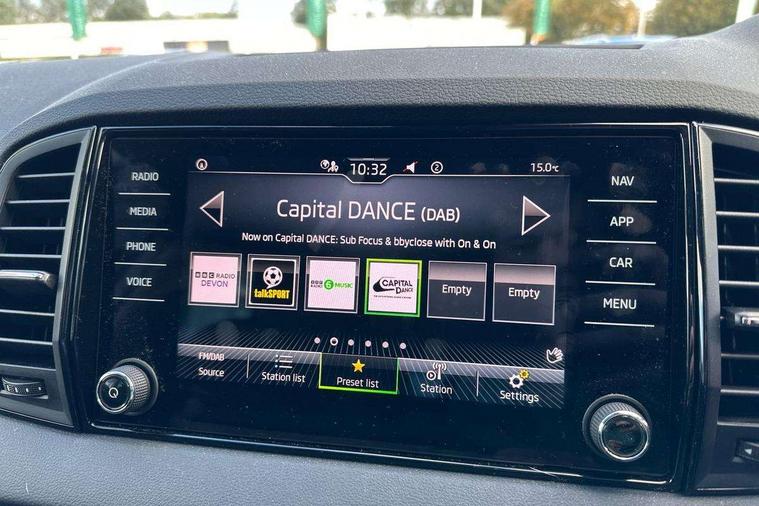 10:32
2
15.0°C
RADIO
MEDIA
PHONE
VOICE
NAV
APP
CAR
MENU
Capital DANCE (DAB)
Now on Capital DANCE: Sub Focus & bbyclose with On & On
BBC RADIO
DEVON
talkSPORT
BBC
RADIO 6 MUSIC
CAPITAL
DANCE
Empty
Empty
FM/DAB
Source
Station list
Preset list
Station
Settings